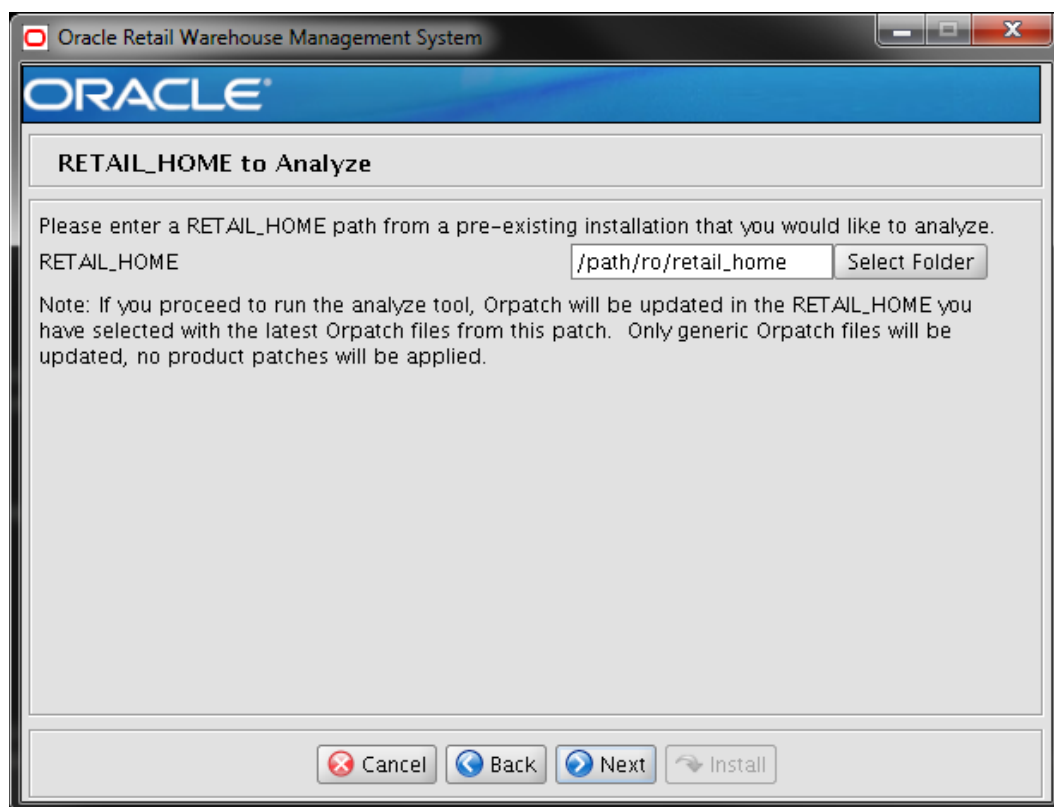 Oracle Retail Warehouse Management System
ORACLE®
RETAIL_HOME to Analyze
Please enter a RETAIL_HOME path from a pre-existing installation that you would like to analyze.
RETAIL_HOME /path/ro/retail_home Select Folder
Note: If you proceed to run the analyze tool, Orpatch will be updated in the RETAIL_HOME you
have selected with the latest Orpatch files from this patch.  Only generic Orpatch files will be
updated, no product patches will be applied.
Cancel Back Next Install